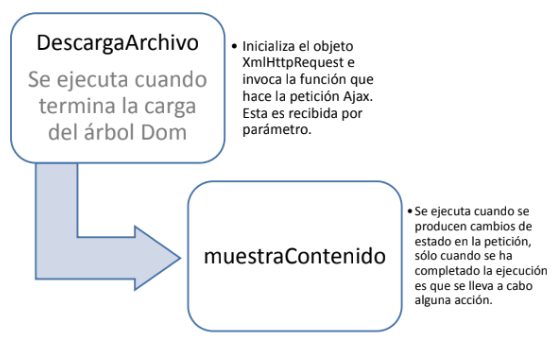 DescargaArchivo
Se ejecuta cuando
termina la carga
del árbol Dom
• Inicializa el objeto
XmlHttpRequest e
invoca la función que
hace la petición Ajax.
Esta es recibida por
parámetro.
muestraContenido
• Se ejecuta cuando se
producen cambios de
estado en la petición,
sólo cuando se ha
completado la ejecución
es que se lleva a cabo
alguna acción.